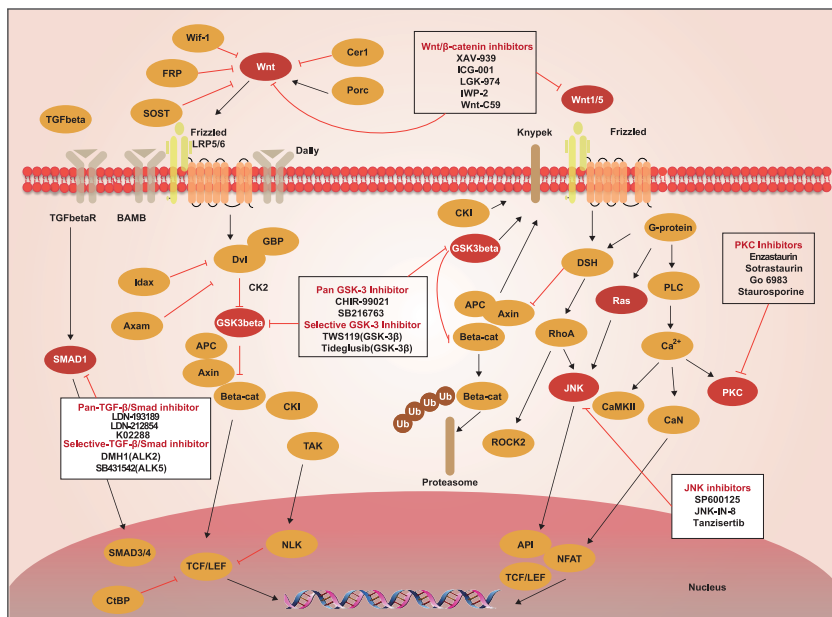 Wif-1
Wnt
Cer1
FRP
Porc
SOST
TGFbeta
Frizzled
LRP5/6
Dally
Wnt/β-catenin inhibitors
XAV-939
ICG-001
LGK-974
IWP-2
Wnt-C59
Wnt1/5
Knypek
Frizzled
TGFbetaR
BAMB
CKI
G-protein
GBP
Dvl
GSK3beta
DSH
PKC Inhibitors
Enzastaurin
Sotrastaurin
Go 6983
Staurosporine
Idax
CK2
Pan GSK-3 Inhibitor
CHIR-99021
SB216763
Selective GSK-3 Inhibitor
TWS119(GSK-3β)
Tideglusib(GSK-3β)
Ras
PLC
Axam
GSK3beta
APC
Axin
Beta-cat
RhoA
Ca2+
APC
Axin
SMAD1
Beta-cat
CKI
Ub
Ub
Ub
Ub
Beta-cat
JNK
CaMKII
PKC
Pan-TGF-β/Smad inhibitor
LDN-193189
LDN-212854
K02288
Selective-TGF-β/Smad inhibitor
DMH1(ALK2)
SB431542(ALK5)
TAK
CaN
ROCK2
Proteasome
JNK inhibitors
SP600125
JNK-IN-8
Tanzisertib
SMAD3/4
TCF/LEF
NLK
API
NFAT
TCF/LEF
CtBP
Nucleus